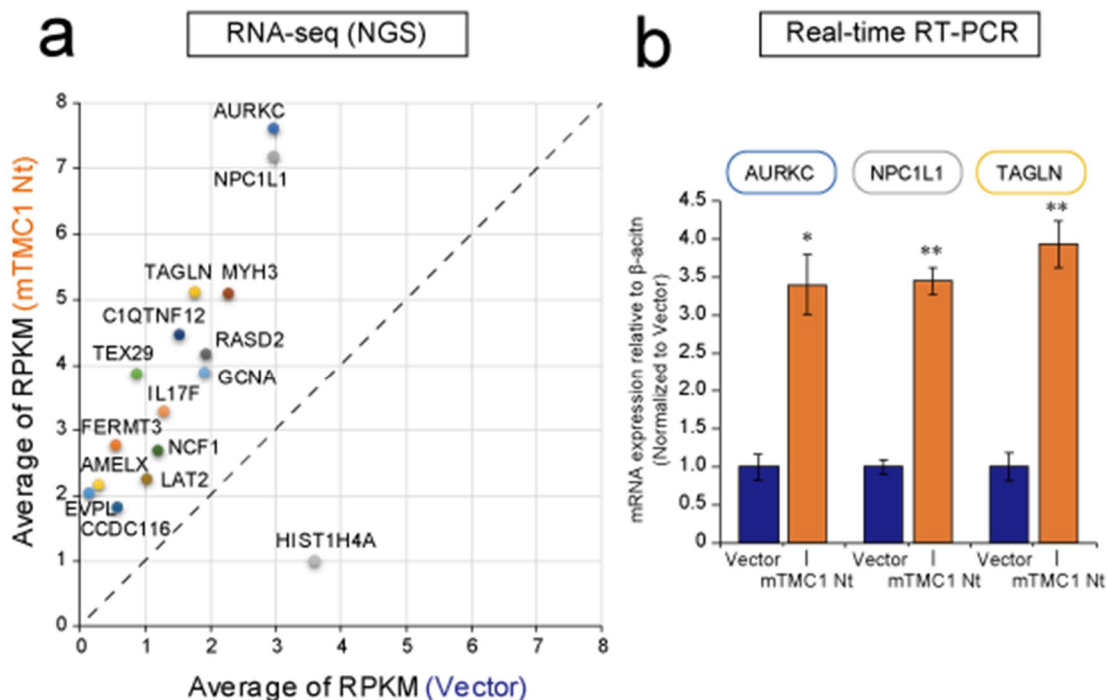 a
RNA-seq (NGS)
Average of RPKM (mTMC1 Nt)
8
7
6
5
4
3
2
1
0
AURKC
NPC1L1
TAGLN MYH3
C1QTNF12
RASD2
TEX29
GCNA
IL17F
FERMT3
NCF1
AMELX
LAT2
EVPL
CCDC116
HIST1H4A
0 1 2 3 4 5 6 7 8
Average of RPKM (Vector)
b
Real-time RT-PCR
AURKC NPC1L1 TAGLN
mRNA expression relative to β-acitn
(Normalized to Vector)
4.5
4.0
3.5
3.0
2.5
2.0
1.5
1.0
0.5
0
* ** **
Vector Vector Vector
mTMC1 Nt mTMC1 Nt mTMC1 Nt